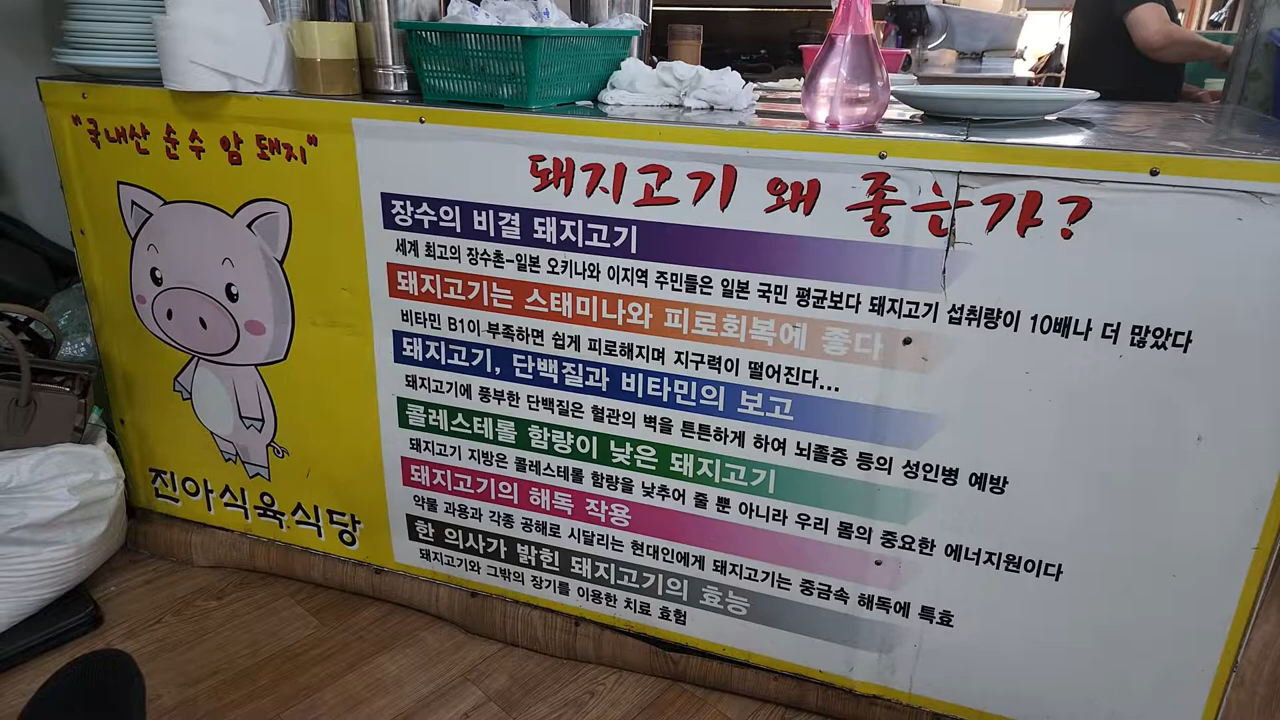 "국내산 순수 암 돼지"
진아식육식당
돼지고기 왜 좋은가?
장수의 비결 돼지고기
세계 최고의 장수촌-일본 오키나와 이지역 주민들은 일본 국민 평균보다 돼지고기 섭취량이 10배나 더 많았다
돼지고기는 스태미나와 피로회복에 좋다
비타민 B1이 부족하면 쉽게 피로해지며 지구력이 떨어진다...
돼지고기, 단백질과 비타민의 보고
돼지고기에 풍부한 단백질은 혈관의 벽을 튼튼하게 하여 뇌졸증 등의 성인병 예방
콜레스테롤 함량이 낮은 돼지고기
돼지고기 지방은 콜레스테롤 함량을 낮추어 줄 뿐 아니라 우리 몸의 중요한 에너지원이다
돼지고기의 해독 작용
약물 과용과 각종 공해로 시달리는 현대인에게 돼지고기는 중금속 해독에 특효
한 의사가 밝힌 돼지고기의 효능
돼지고기와 그밖의 장기를 이용한 치료 효험